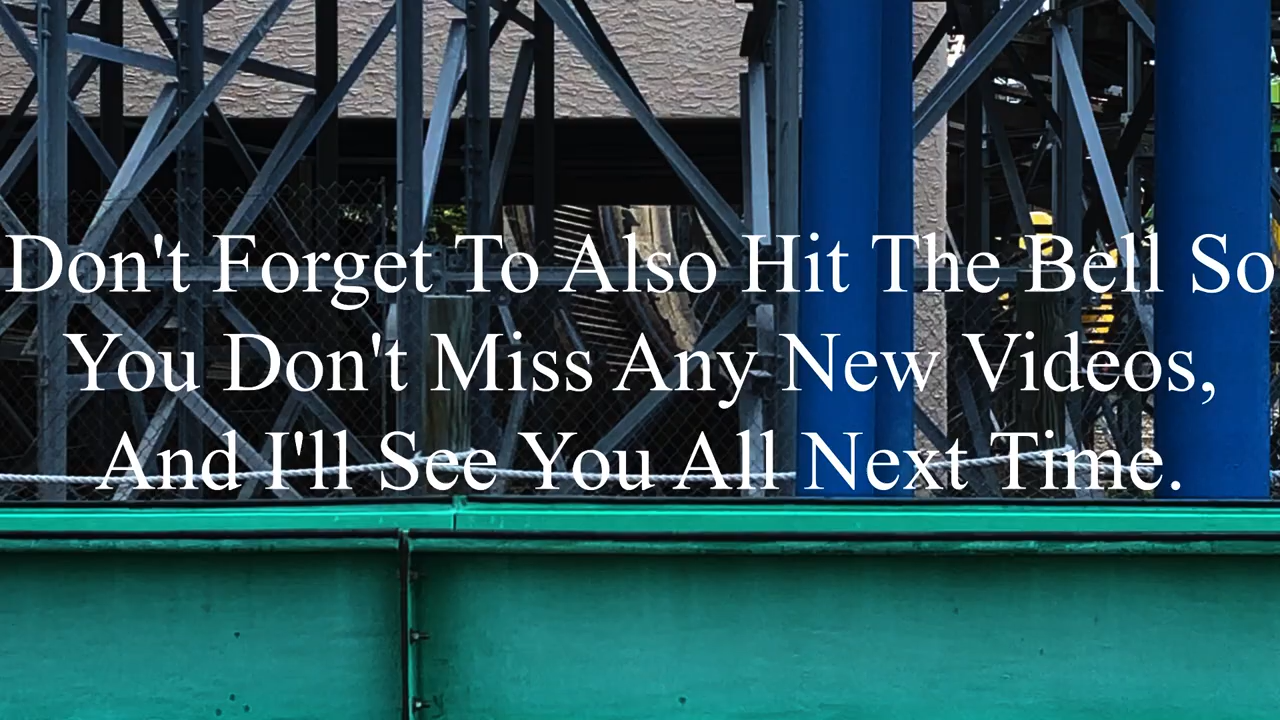 Don't Forget To Also Hit The Bell So
You Don't Miss Any New Videos,
And I'll See You All Next Time.